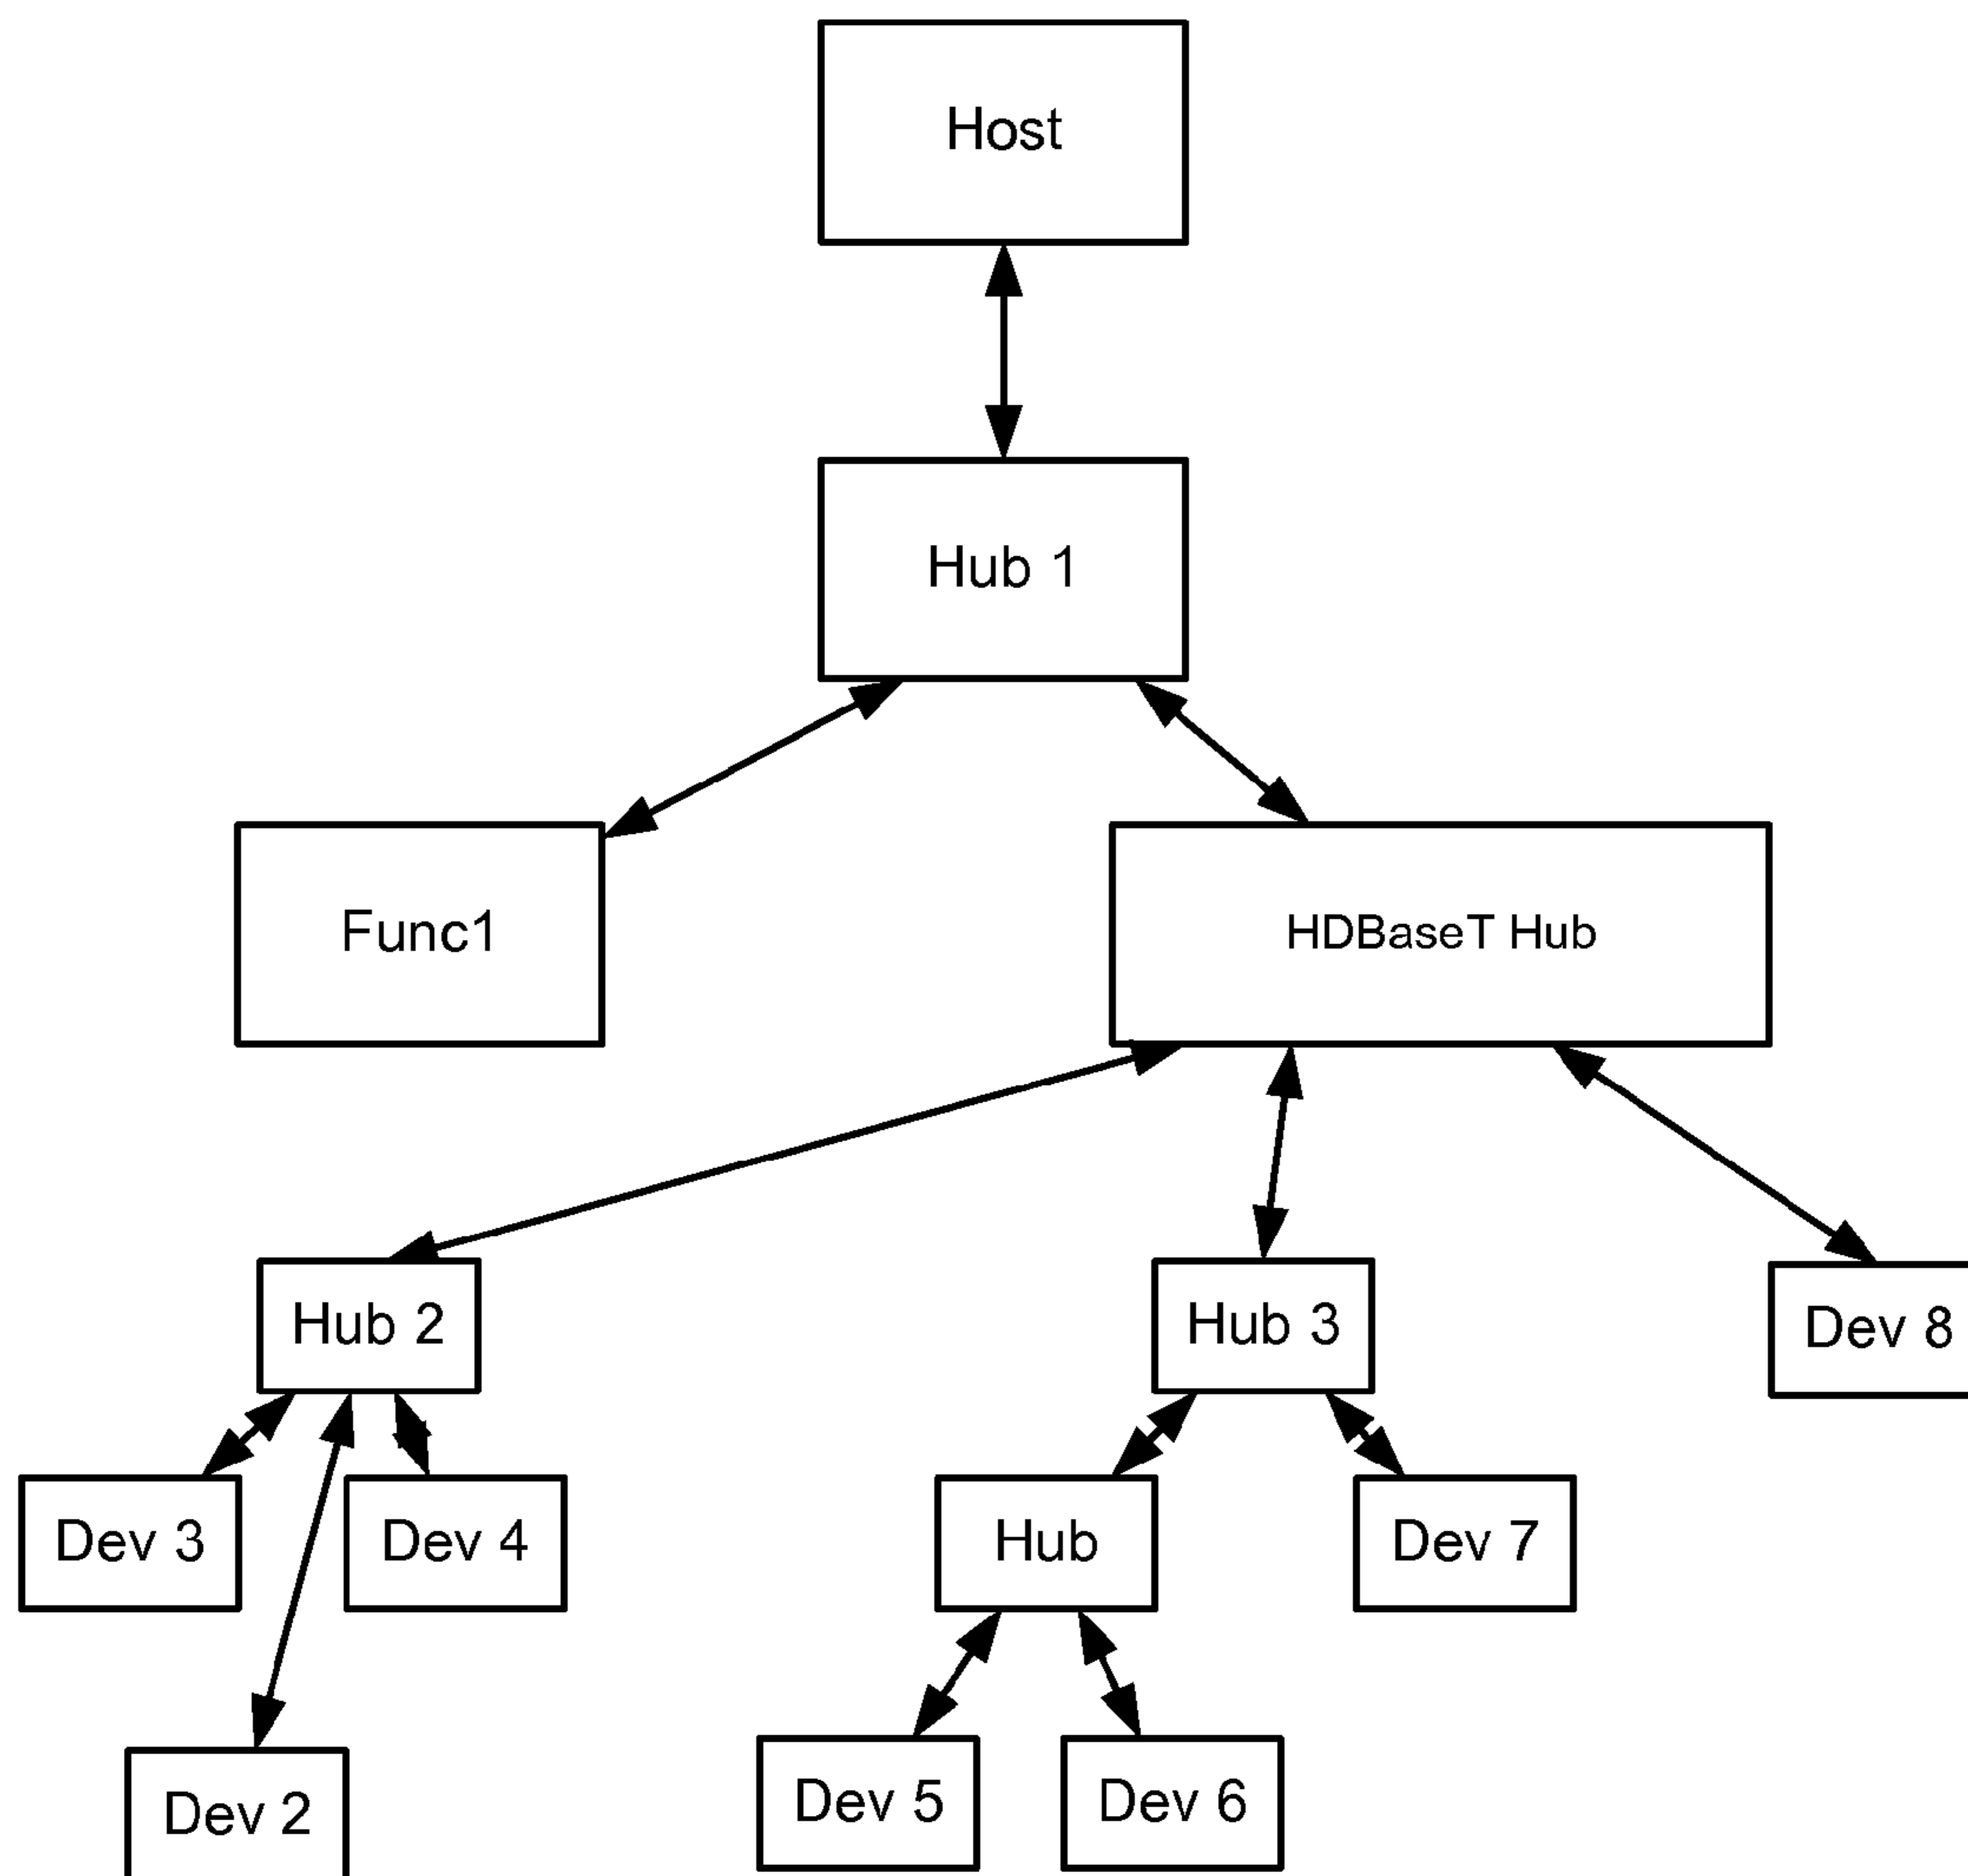 Host
Hub 1
Func1
HDBaseT Hub
Hub 2
Hub 3
Dev 8
Dev 3
Dev 4
Hub
Dev 7
Dev 2
Dev 5
Dev 6